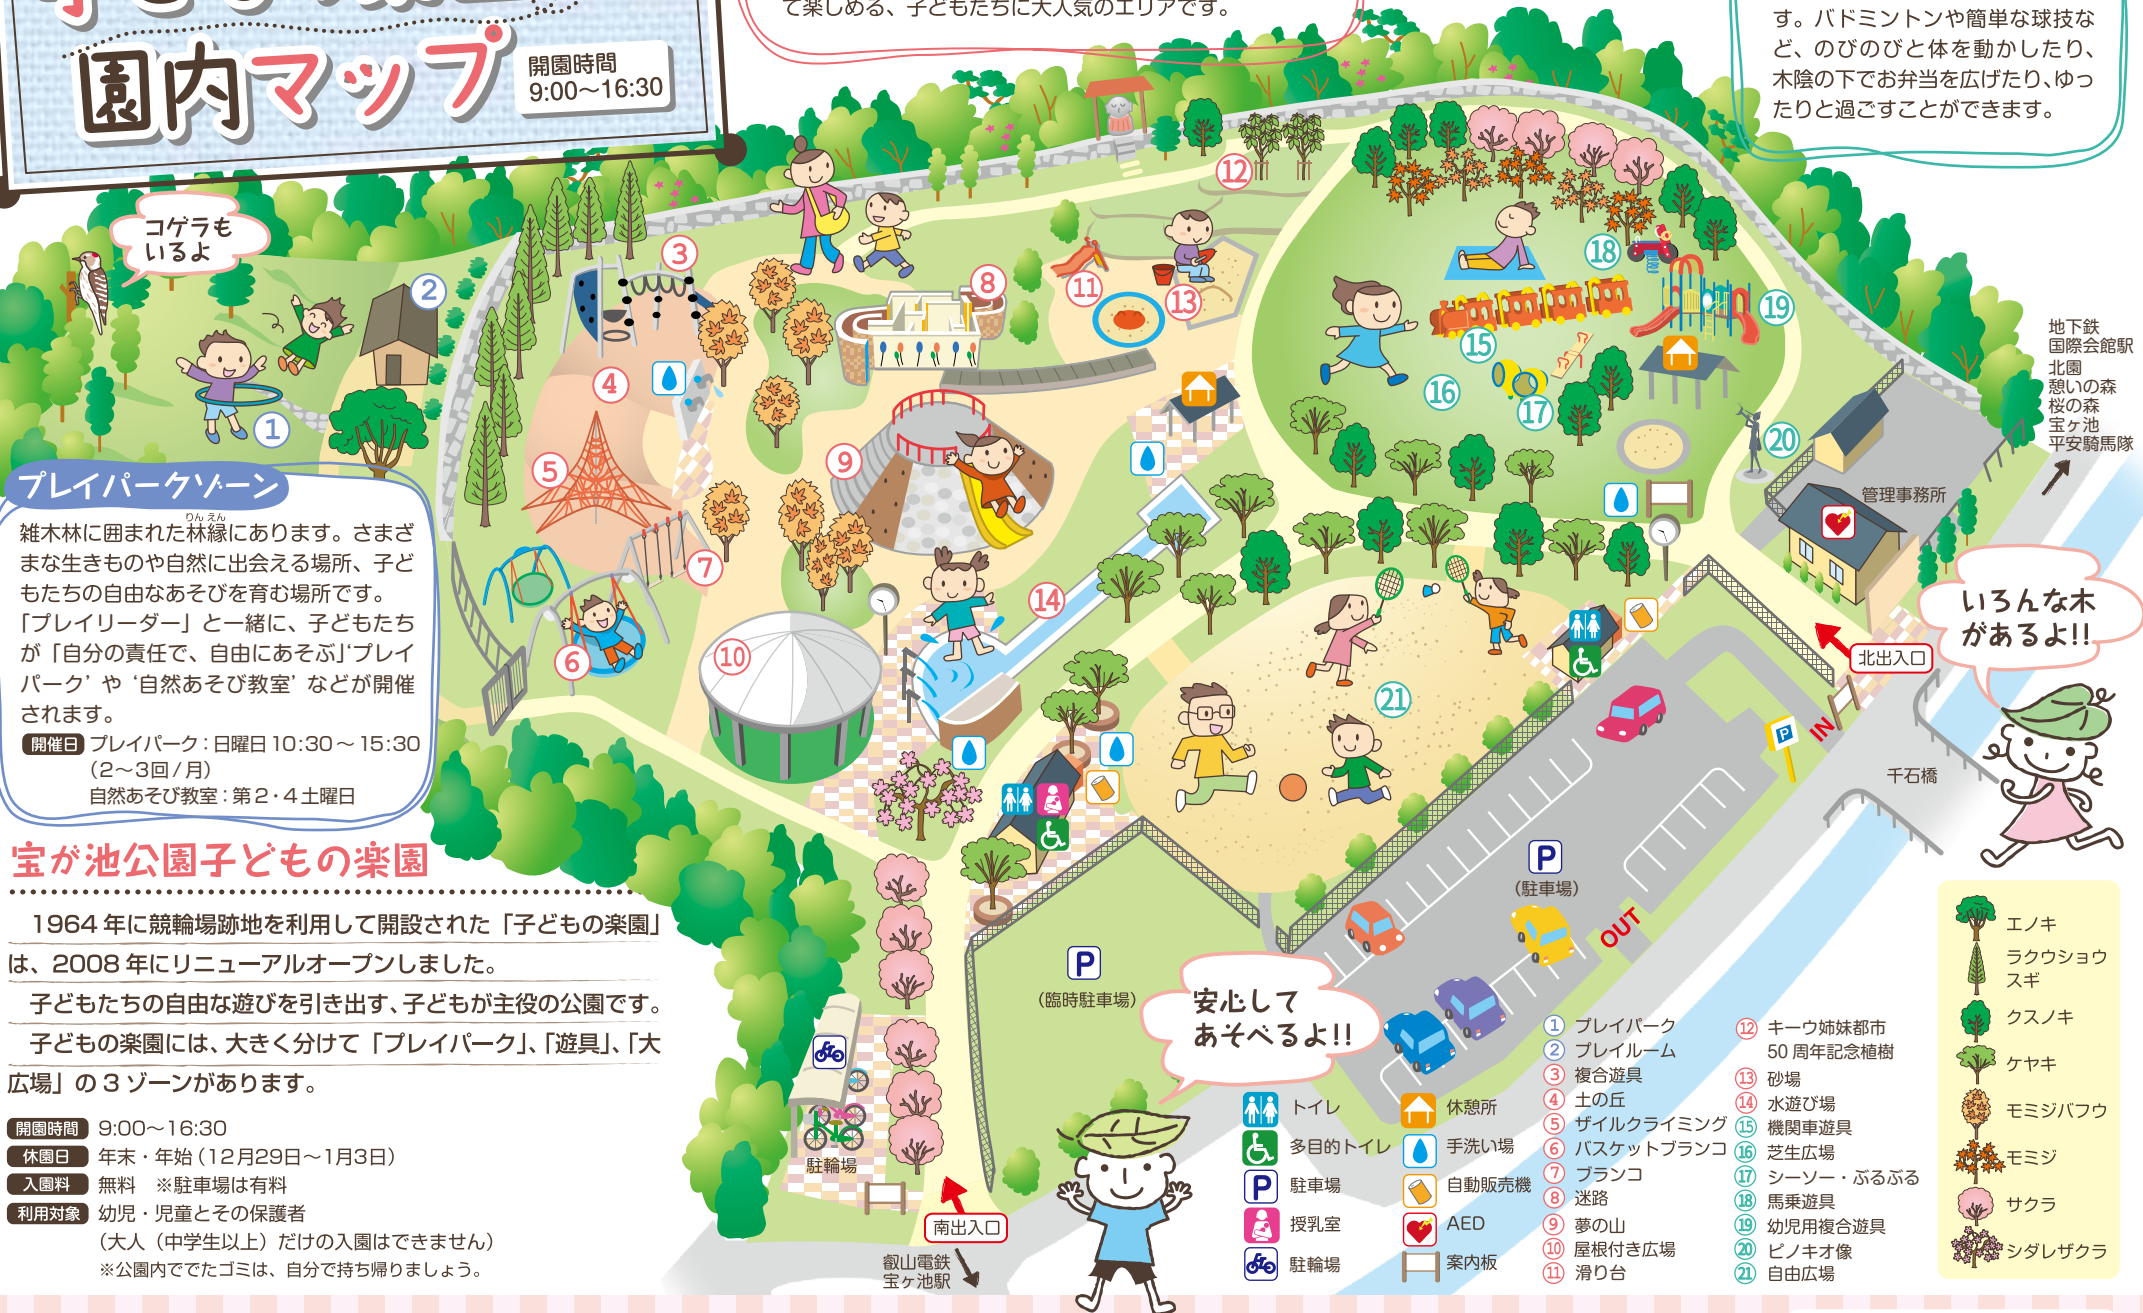 園内マップ
開園時間
9:00〜16:30
て楽しめる、子どもたちに大人気のエリアです。
す。バドミントンや簡単な球技な
ど、のびのびと体を動かしたり、
木陰の下でお弁当を広げたり、ゆっ
たりと過ごすことができます。
コゲラも
いるよ
1
2
3
4
5
6
7
8
9
10
11
12
13
14
15
16
17
18
19
20
21
地下鉄
国際会館駅
北園
憩いの森
桜の森
宝ヶ池
平安騎馬隊
管理事務所
プレイパークゾーン
りんえん
雑木林に囲まれた林縁にあります。さまざ
まな生きものや自然に出会える場所、子ど
もたちの自由なあそびを育む場所です。
「プレイリーダー」と一緒に、子どもたち
が「自分の責任で、自由にあそぶ」‘プレイ
パーク’ や ‘自然あそび教室’ などが開催
されます。
開催日 プレイパーク：日曜日10:30〜15:30
（2〜3回/月）
自然あそび教室：第2・4土曜日
いろんな木
があるよ!!
北出入口
IN
P
千石橋
P
（駐車場）
OUT
P
（臨時駐車場）
安心して
あそべるよ!!
駐輪場
南出入口
叡山電鉄
宝ヶ池駅
宝が池公園子どもの楽園
1964年に競輪場跡地を利用して開設された「子どもの楽園」
は、2008年にリニューアルオープンしました。
子どもたちの自由な遊びを引き出す、子どもが主役の公園です。
子どもの楽園には、大きく分けて「プレイパーク」、「遊具」、「大
広場」の3ゾーンがあります。
開園時間 9:00〜16:30
休園日 年末・年始（12月29日〜1月3日）
入園料 無料　※駐車場は有料
利用対象 幼児・児童とその保護者
（大人（中学生以上）だけの入園はできません）
※公園内ででたゴミは、自分で持ち帰りましょう。
トイレ
多目的トイレ
P 駐車場
授乳室
駐輪場
休憩所
手洗い場
自動販売機
AED
案内板
① プレイパーク
② プレイルーム
③ 複合遊具
④ 土の丘
⑤ ザイルクライミング
⑥ バスケットブランコ
⑦ ブランコ
⑧ 迷路
⑨ 夢の山
⑩ 屋根付き広場
⑪ 滑り台
⑫ キーウ姉妹都市
50周年記念植樹
⑬ 砂場
⑭ 水遊び場
⑮ 機関車遊具
⑯ 芝生広場
⑰ シーソー・ぶるぶる
⑱ 馬乗遊具
⑲ 幼児用複合遊具
⑳ ピノキオ像
㉑ 自由広場
エノキ
ラクウショウ
スギ
クスノキ
ケヤキ
モミジバフウ
モミジ
サクラ
シダレザクラ